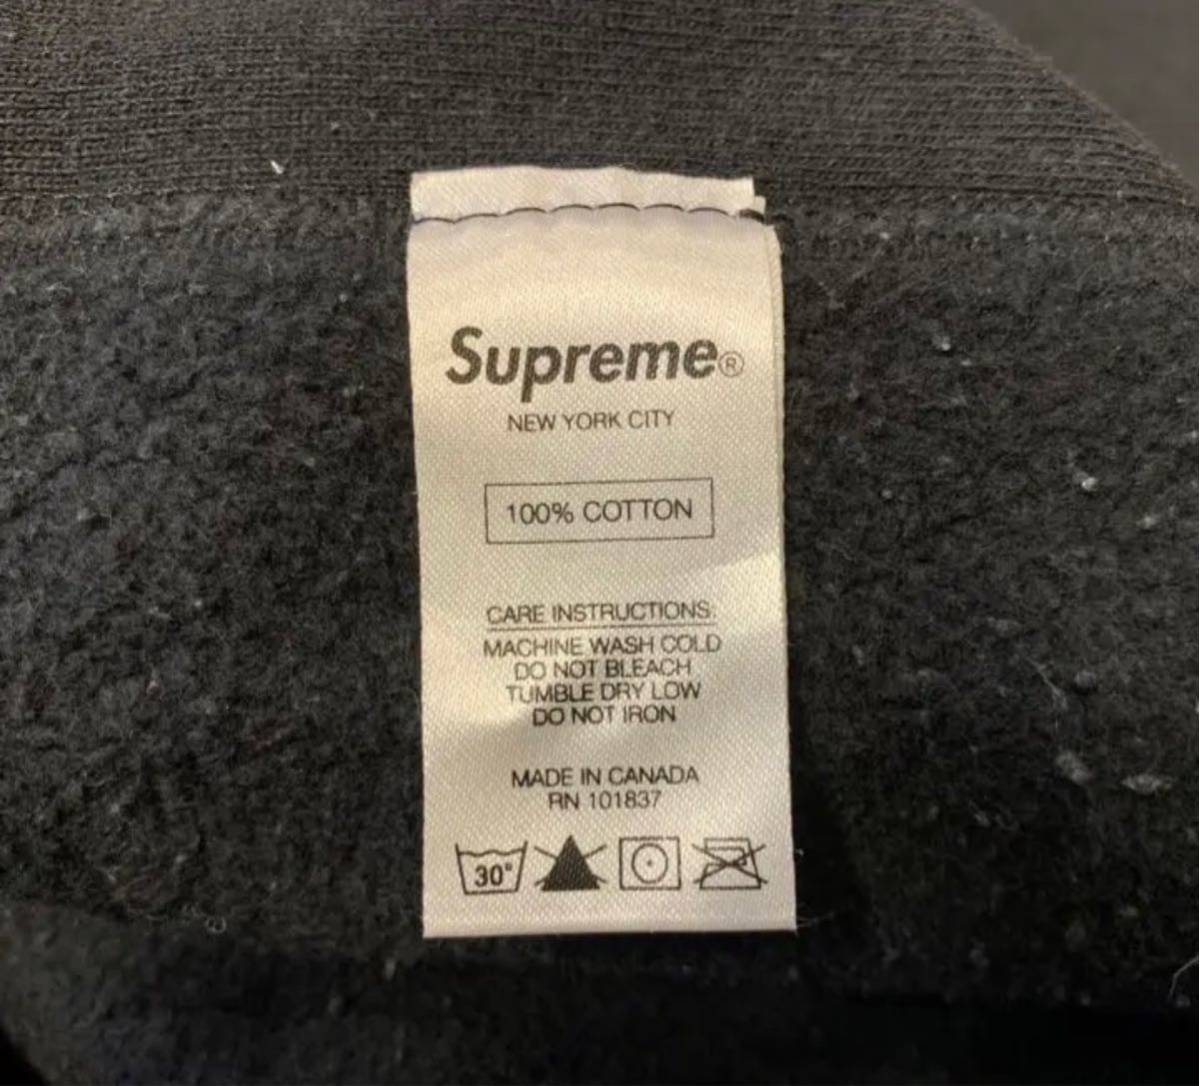 Supreme®
NEW YORK CITY
100% COTTON
CARE INSTRUCTIONS:
MACHINE WASH COLD
DO NOT BLEACH
TUMBLE DRY LOW
DO NOT IRON
MADE IN CANADA
RN 101837
30°